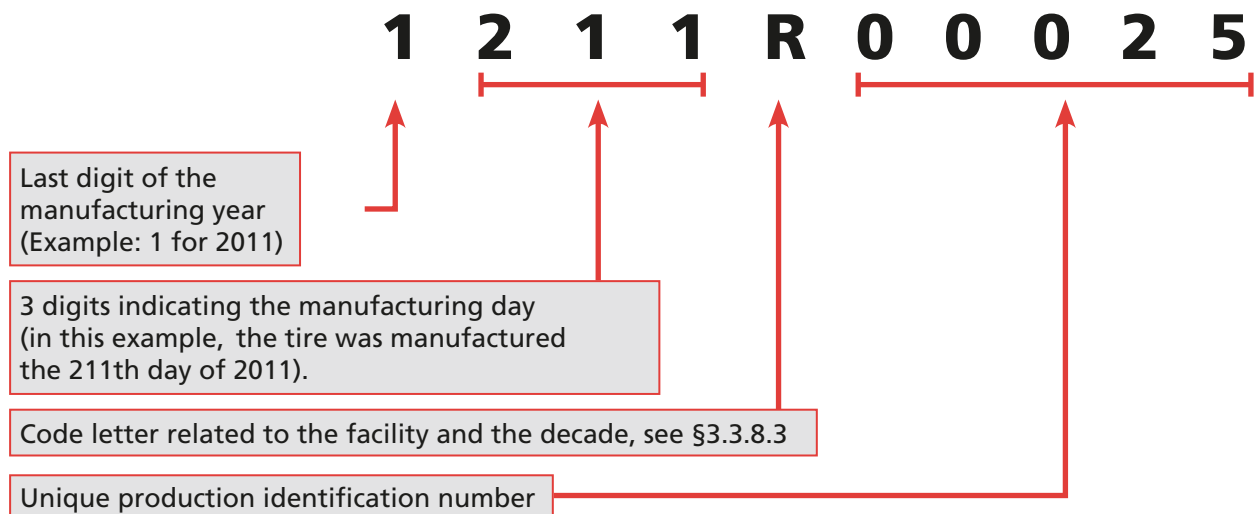 1 2 1 1 R 0 0 0 2 5
Last digit of the
manufacturing year
(Example: 1 for 2011)
3 digits indicating the manufacturing day
(in this example, the tire was manufactured
the 211th day of 2011).
Code letter related to the facility and the decade, see §3.3.8.3
Unique production identification number